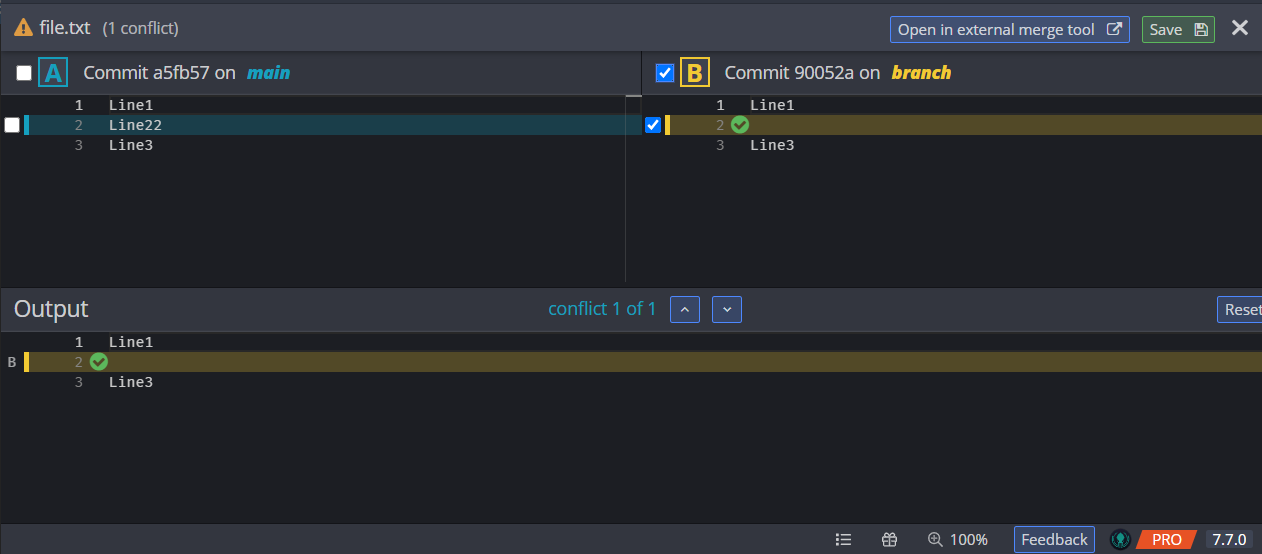 file.txt (1 conflict)
Open in external merge tool
Save
A Commit a5fb57 on main
B Commit 90052a on branch
1 Line1
2 Line22
3 Line3
1 Line1
2
3 Line3
Output
conflict 1 of 1
Reset
1 Line1
B 2
3 Line3
100%
Feedback
PRO
7.7.0